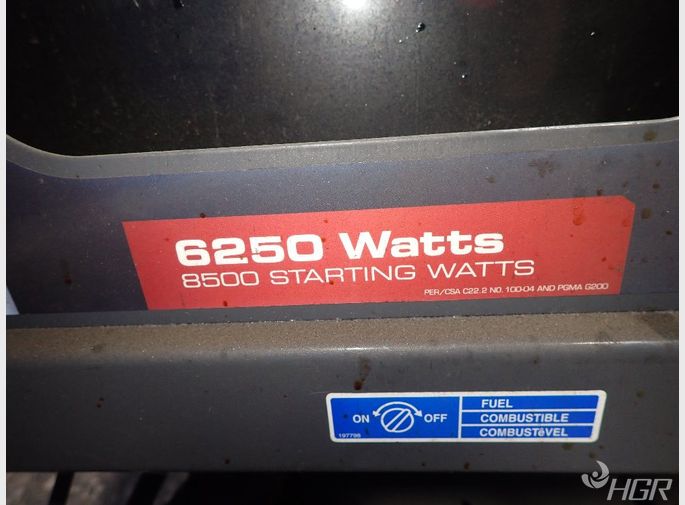 6250 Watts
8500 STARTING WATTS
PER/CSA C22.2 NO. 100-04 AND PGMA G200
ON OFF
FUEL
COMBUSTIBLE
COMBUSTēVEL
197798
HGR